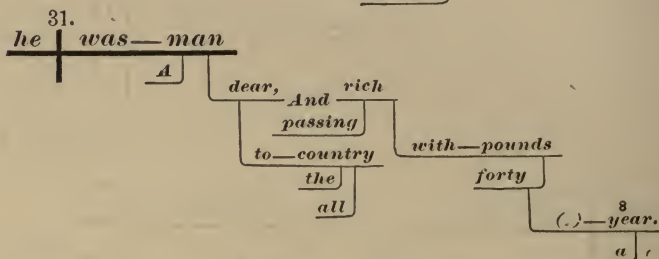 31.
he was—man
A
dear, And rich
passing
to—country with—pounds
the forty
all
8
(.)—year.
a